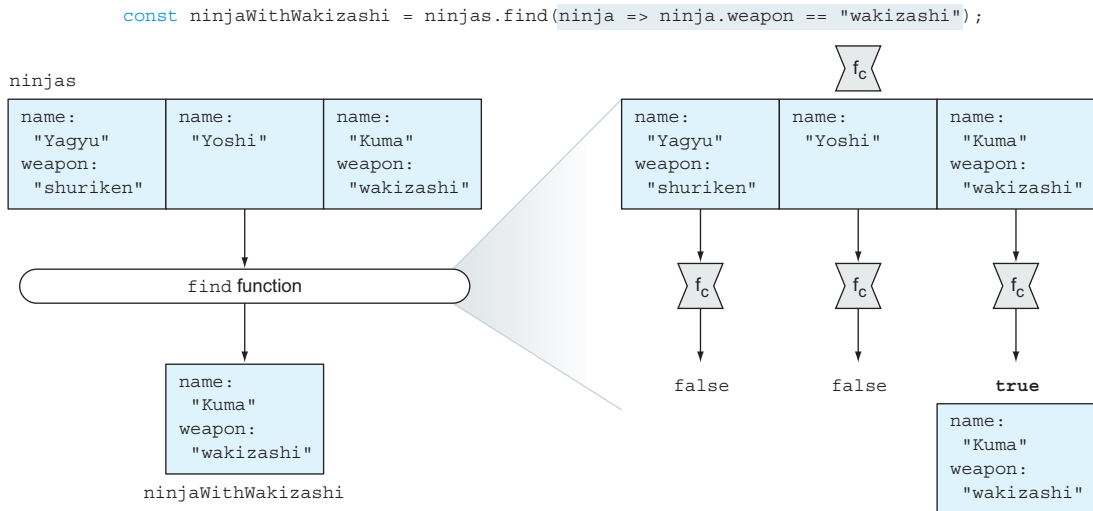 const ninjaWithWakizashi = ninjas.find(ninja => ninja.weapon == "wakizashi");
fc
ninjas
name:
"Yagyu"
weapon:
"shuriken"
name:
"Yoshi"
name:
"Kuma"
weapon:
"wakizashi"
find function
name:
"Kuma"
weapon:
"wakizashi"
ninjaWithWakizashi
name:
"Yagyu"
weapon:
"shuriken"
name:
"Yoshi"
name:
"Kuma"
weapon:
"wakizashi"
fc
fc
fc
false
false
true
name:
"Kuma"
weapon:
"wakizashi"